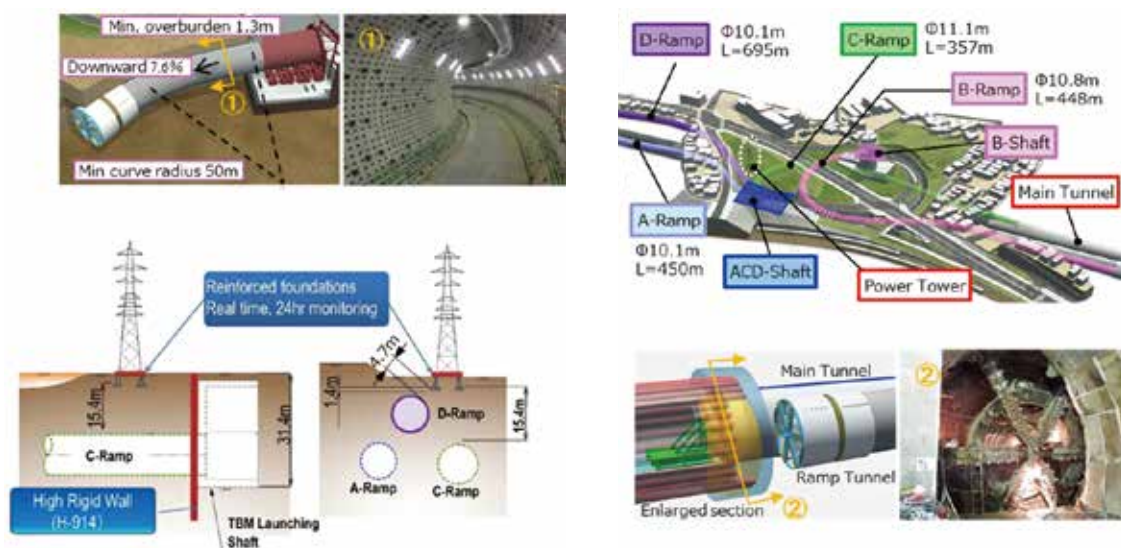 Min. overburden 1.3m
Downward 7.6%
①
Min curve radius 50m
①
D-Ramp
Φ10.1m
L=695m
C-Ramp
Φ11.1m
L=357m
B-Ramp
Φ10.8m
L=448m
B-Shaft
Main Tunnel
A-Ramp
Φ10.1m
L=450m
ACD-Shaft
Power Tower
Reinforced foundations
Real time, 24hr monitoring
15.4m
C-Ramp
31.4m
High Rigid Wall
(H-914)
TBM Launching
Shaft
4.7m
1.4m
D-Ramp
15.4m
A-Ramp
C-Ramp
Main Tunnel
Ramp Tunnel
Enlarged section
②
②